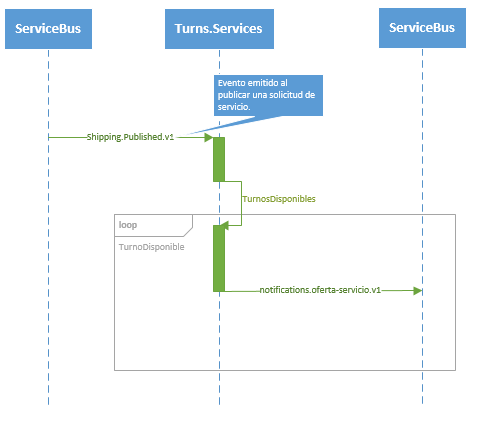 ServiceBus
Turns.Services
ServiceBus
Evento emitido al
publicar una solicitud de
servicio.
Shipping.Published.v1
TurnosDisponibles
loop
TurnoDisponible
notifications.oferta-servicio.v1